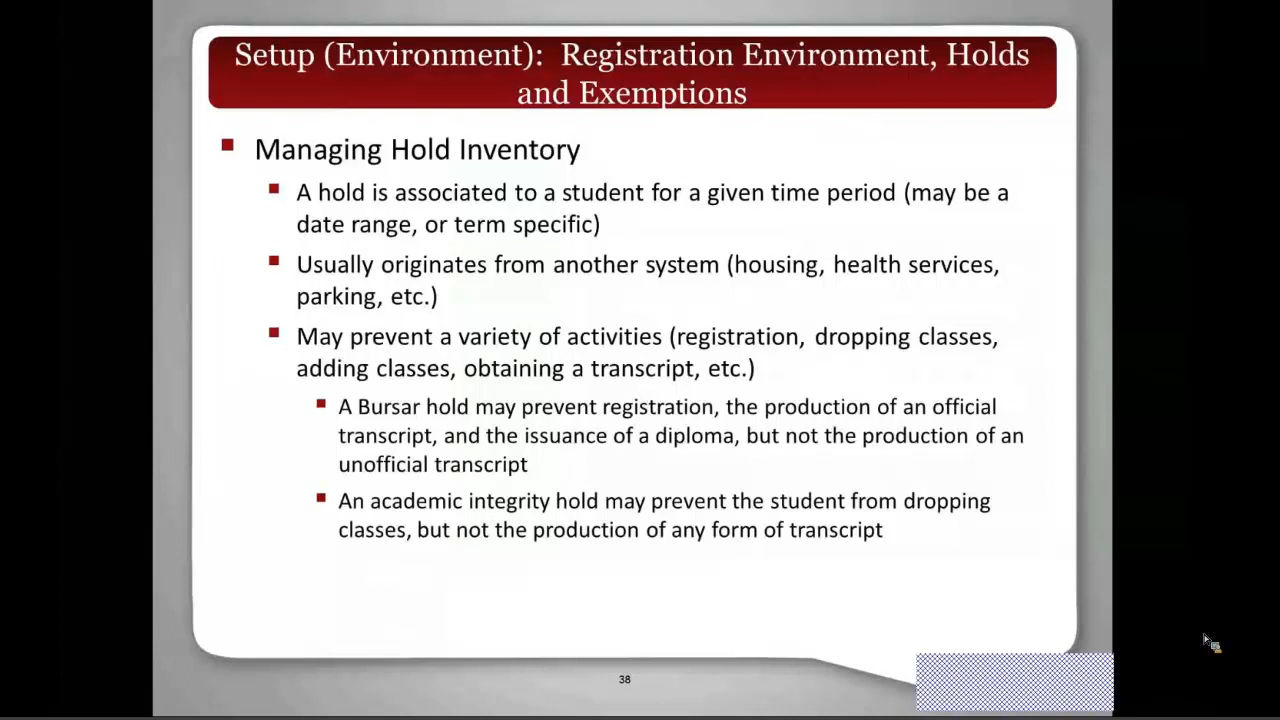 Setup (Environment):  Registration Environment, Holds
and Exemptions
Managing Hold Inventory
A hold is associated to a student for a given time period (may be a
date range, or term specific)
Usually originates from another system (housing, health services,
parking, etc.)
May prevent a variety of activities (registration, dropping classes,
adding classes, obtaining a transcript, etc.)
A Bursar hold may prevent registration, the production of an official
transcript, and the issuance of a diploma, but not the production of an
unofficial transcript
An academic integrity hold may prevent the student from dropping
classes, but not the production of any form of transcript
38